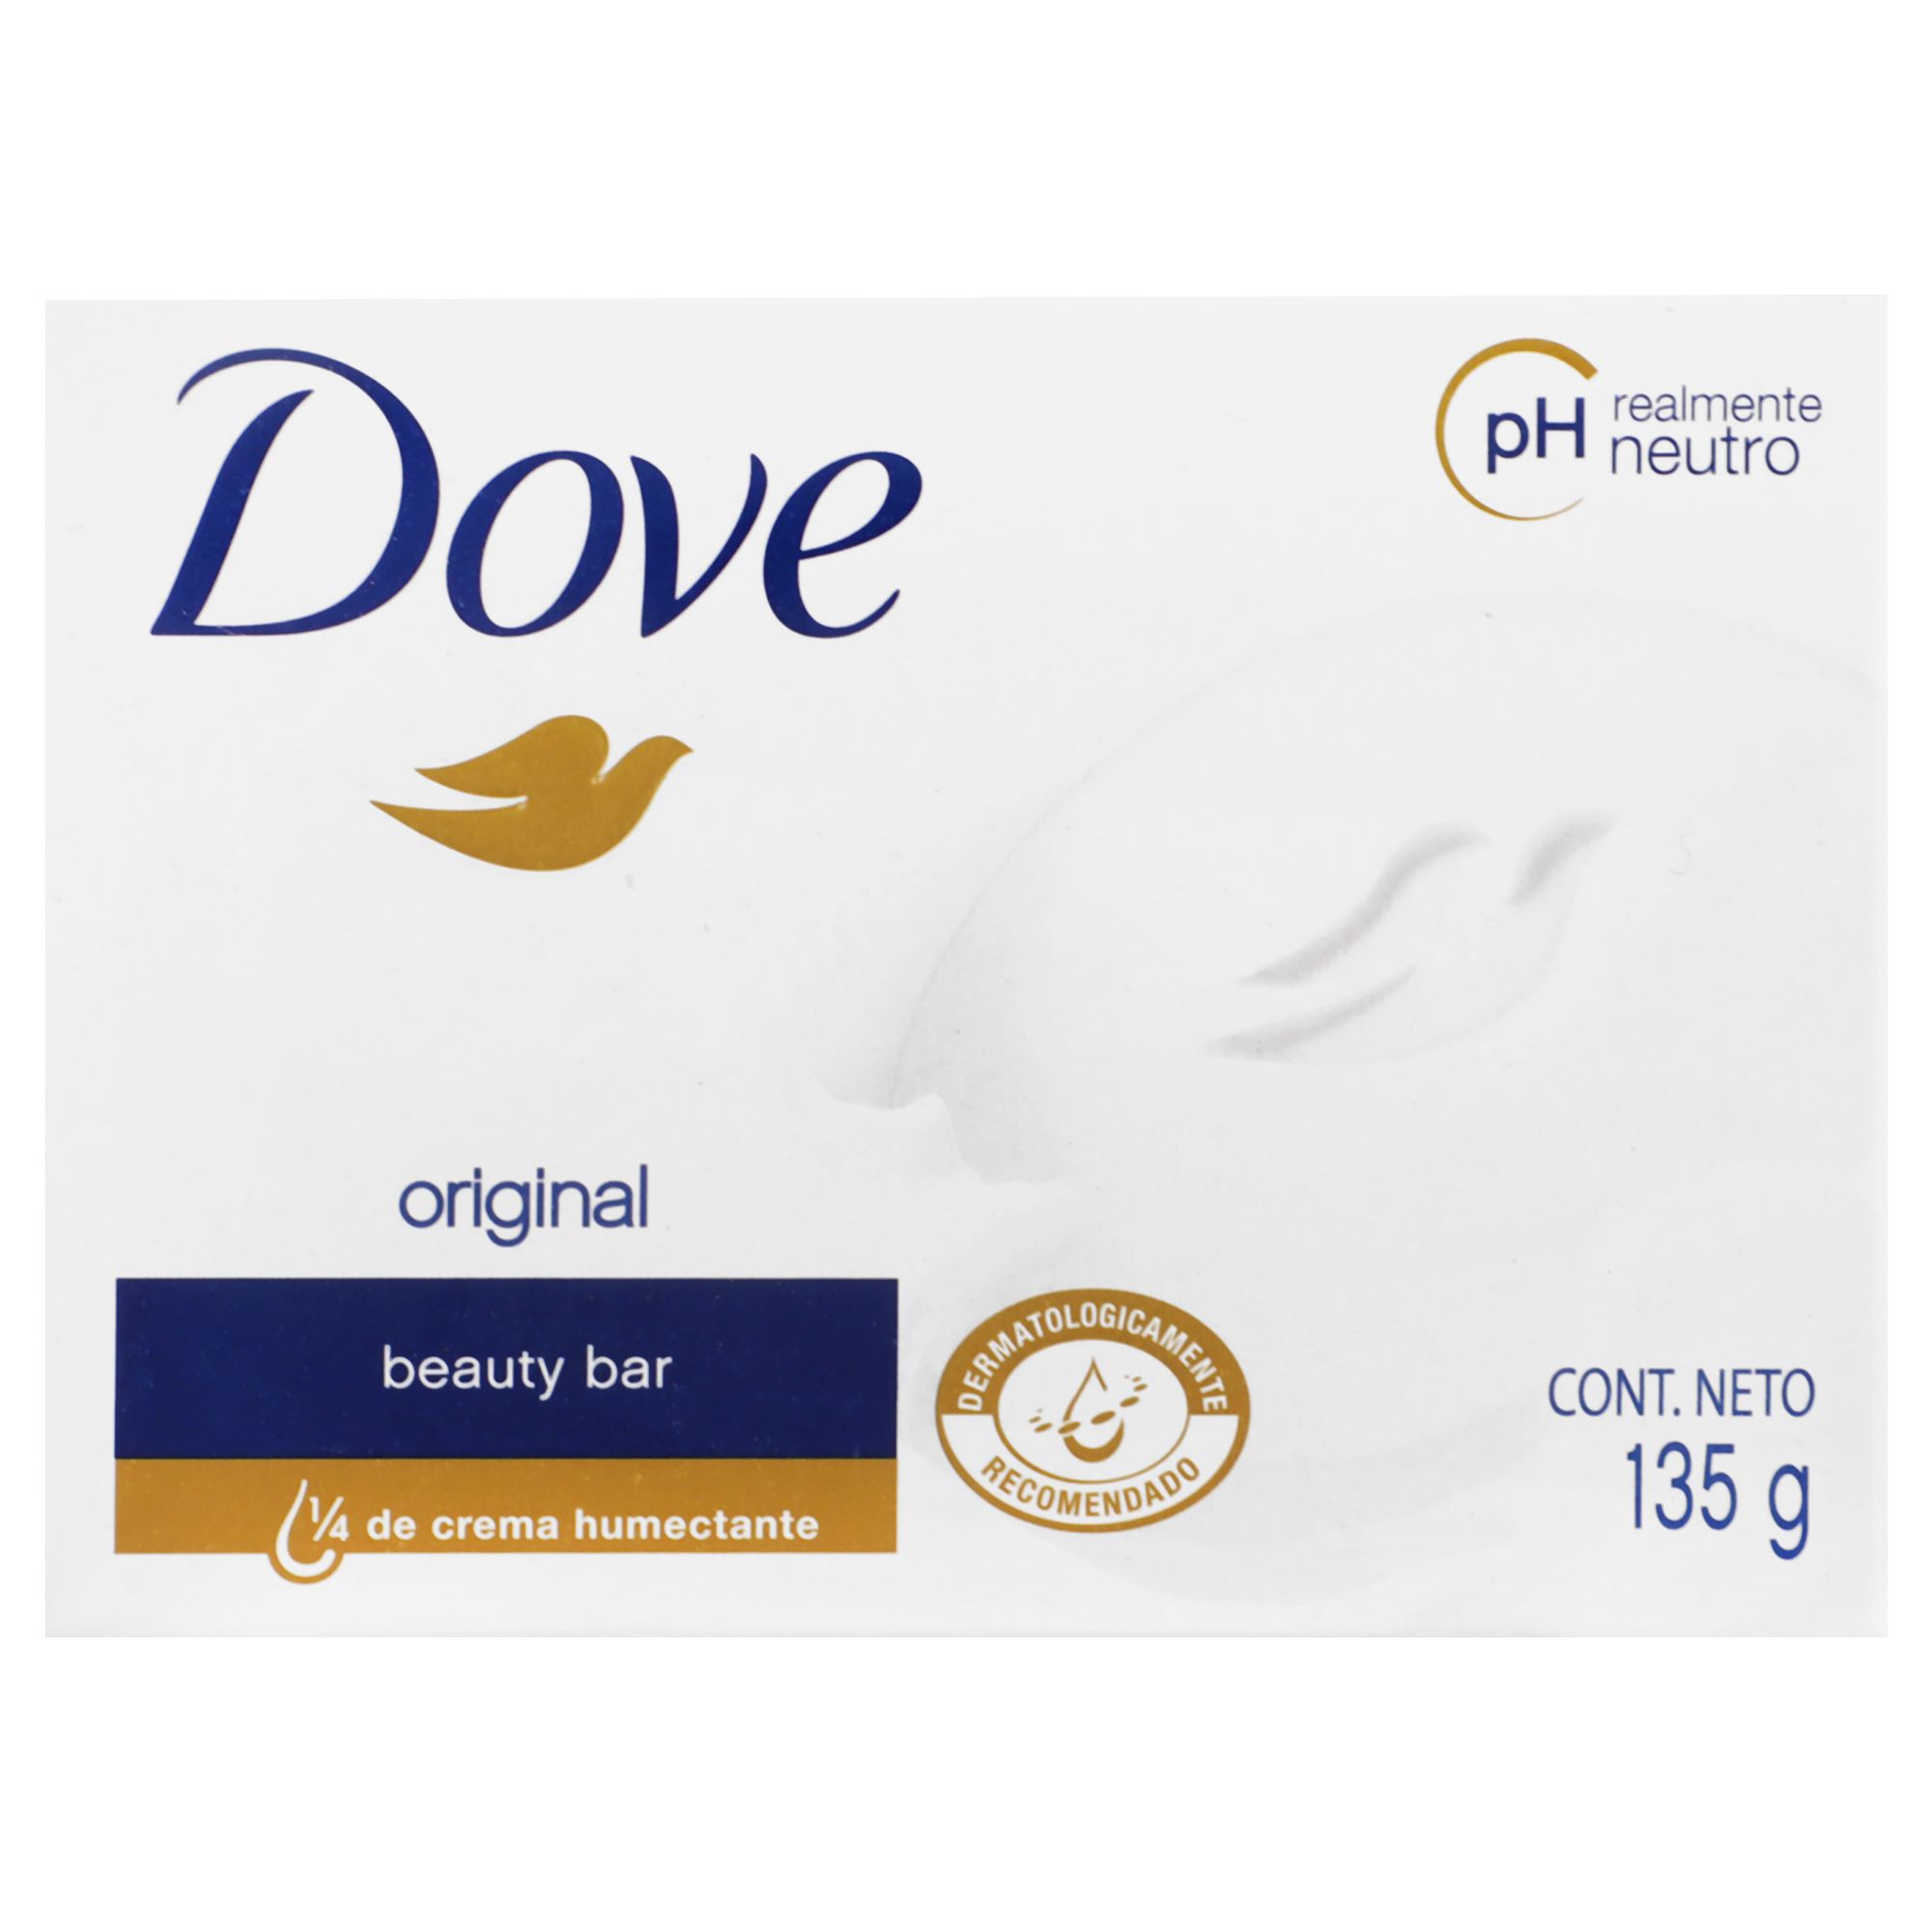 Dove
pH realmente
neutro
original
beauty bar
¼ de crema humectante
DERMATOLOGICAMENTE
RECOMENDADO
CONT. NETO
135 g